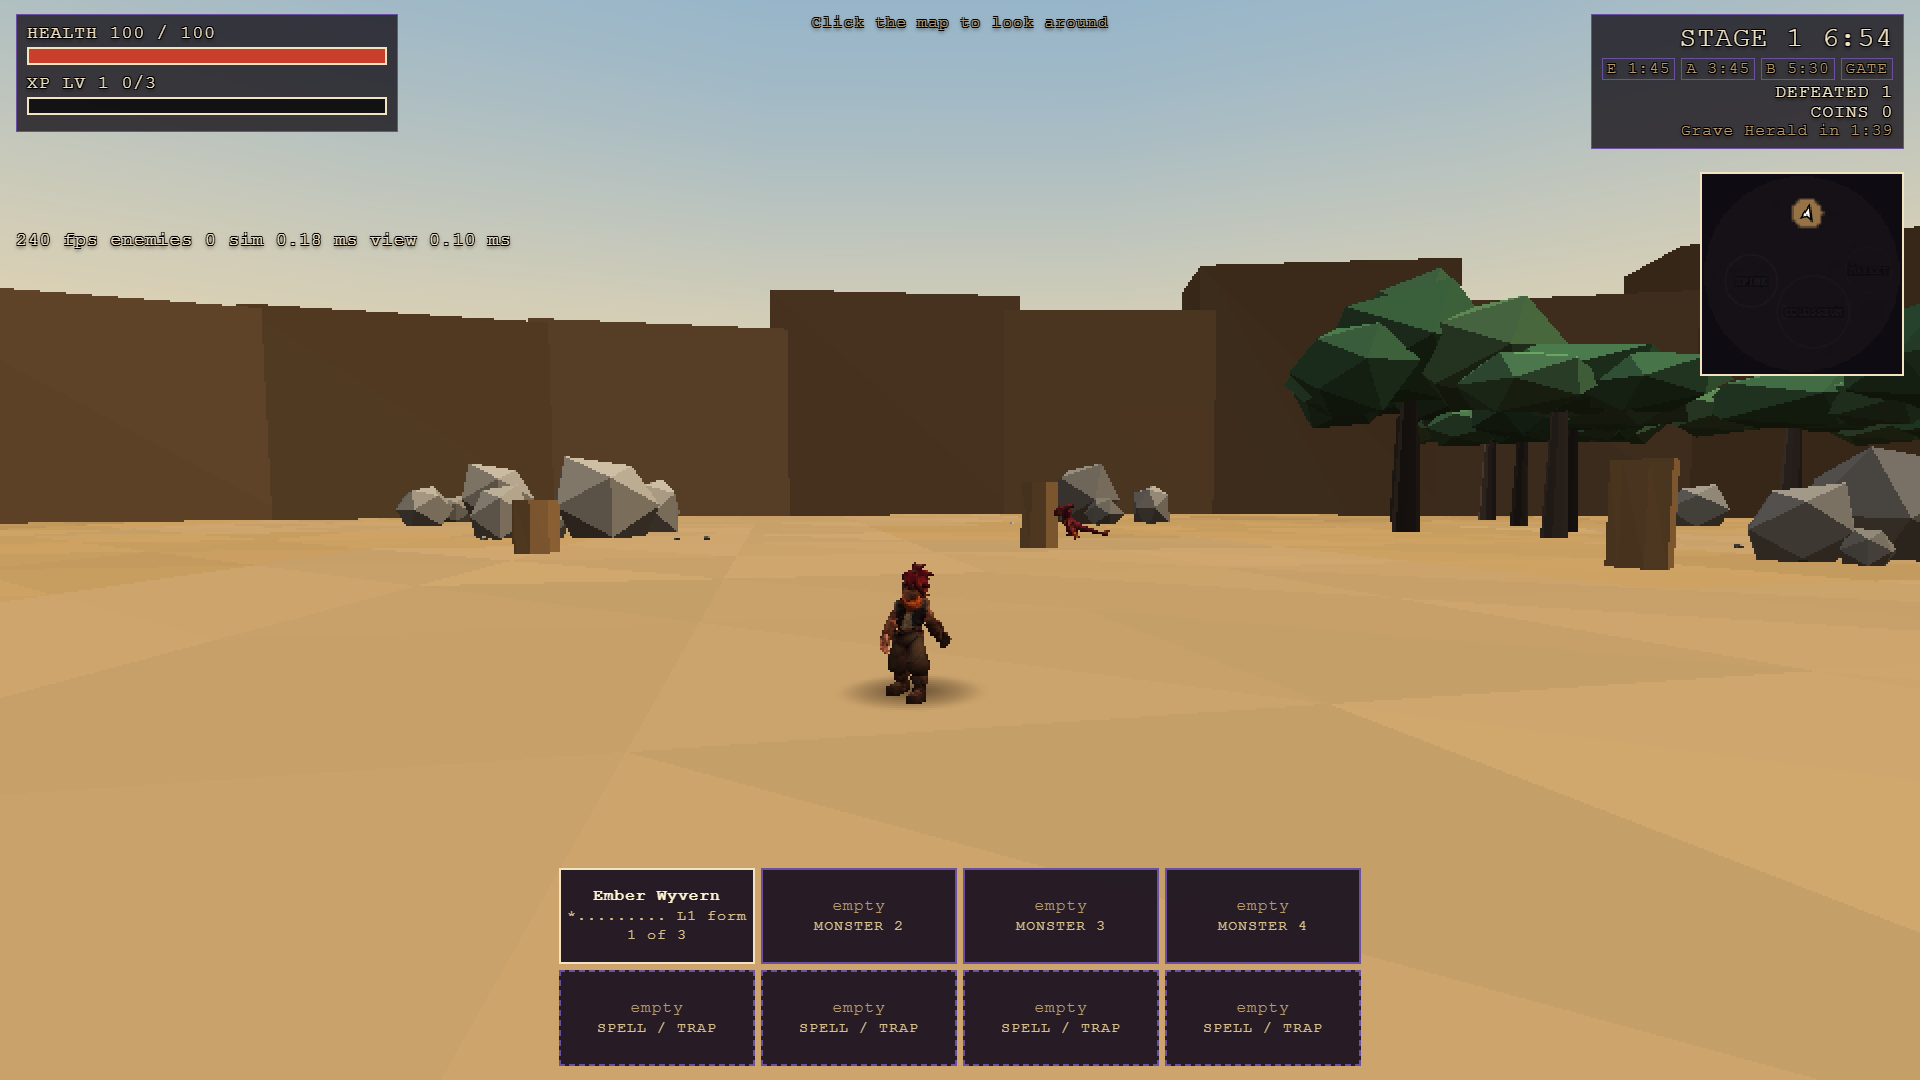 HEALTH 100 / 100
XP LV 1 0/3
Click the map to look around
STAGE 1 6:54
E 1:45 A 3:45 B 5:30 GATE
DEFEATED 1
COINS 0
Grave Herald in 1:39
240 fps enemies 0 sim 0.18 ms view 0.10 ms
Ember Wyvern
*......... L1 form
1 of 3
empty
MONSTER 2
empty
MONSTER 3
empty
MONSTER 4
empty
SPELL / TRAP
empty
SPELL / TRAP
empty
SPELL / TRAP
empty
SPELL / TRAP